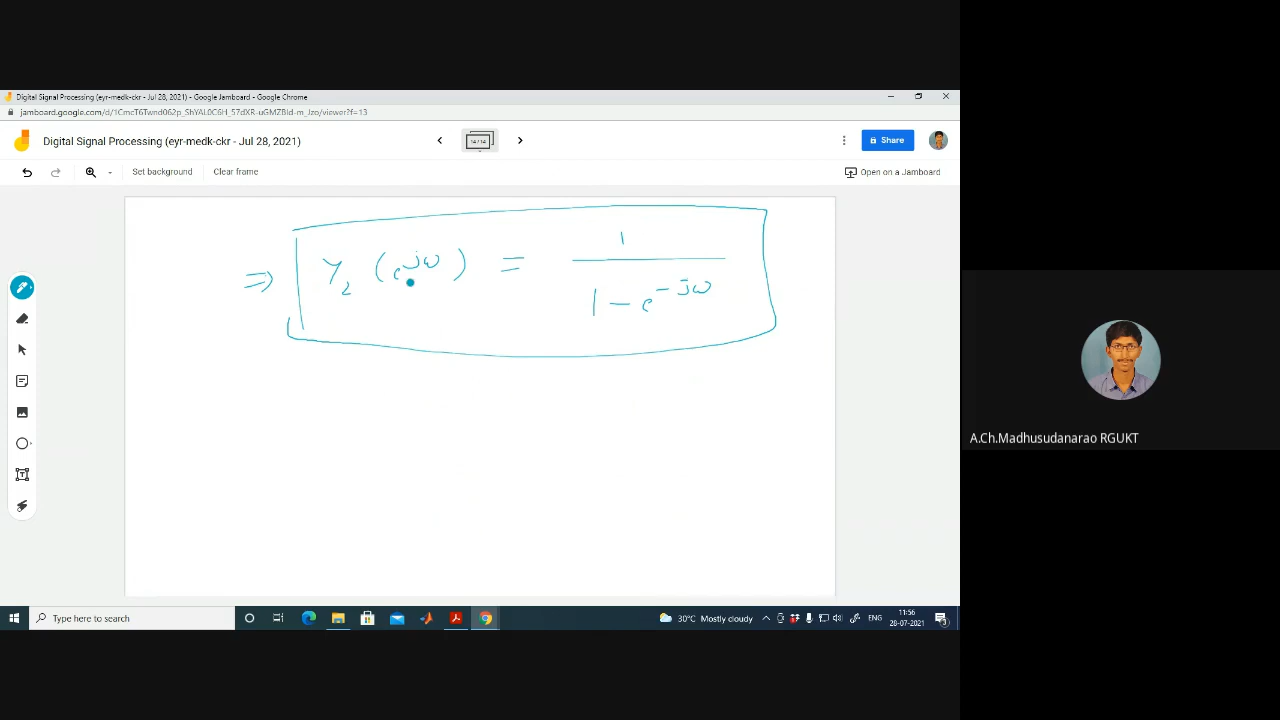 Digital Signal Processing (eyr-medk-ckr - Jul 28, 2021) - Google Jamboard - Google Chrome
Digital Signal Processing (eyr-medk-ckr - Jul 28, 2021)
14 / 14
Share
Set background
Clear frame
Open on a Jamboard
⇒ Y₂ (e^{jω}) = 1 / (1 - e^{-jω})
A.Ch.Madhusudanarao RGUKT
Type here to search
30°C Mostly cloudy
ENG
11:56
28-07-2021